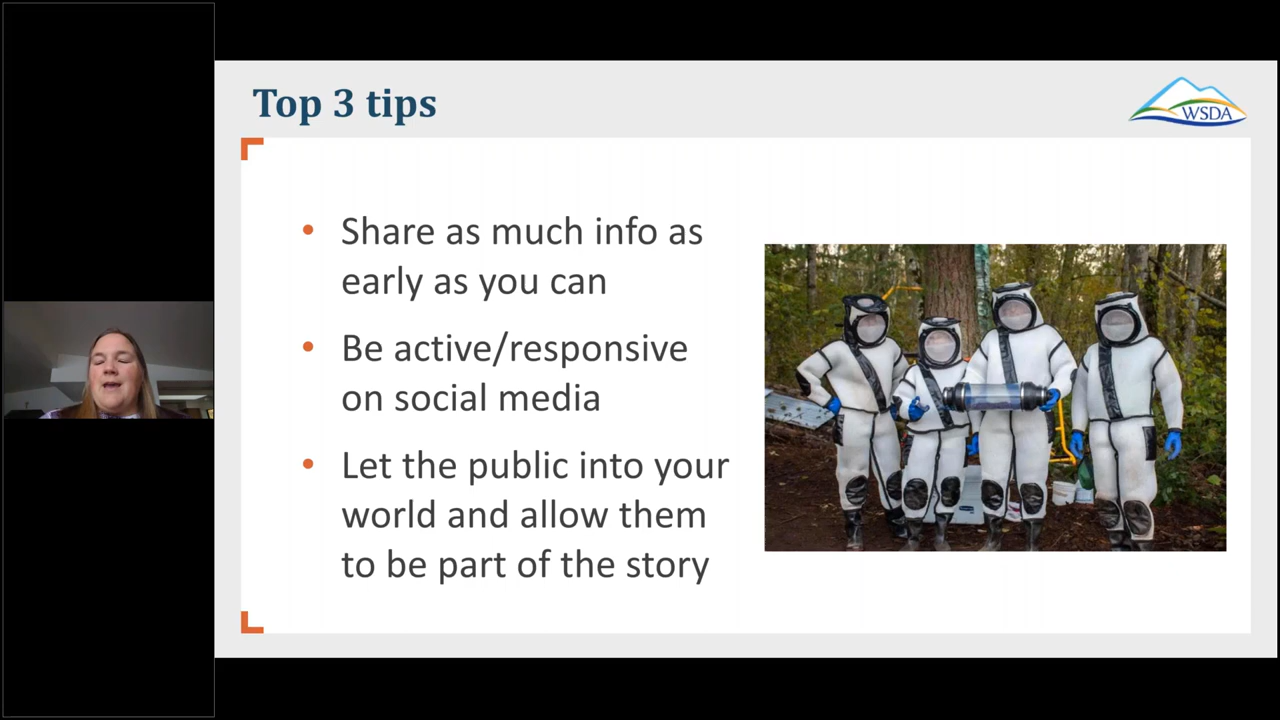 Top 3 tips
WSDA
• Share as much info as
early as you can
• Be active/responsive
on social media
• Let the public into your
world and allow them
to be part of the story